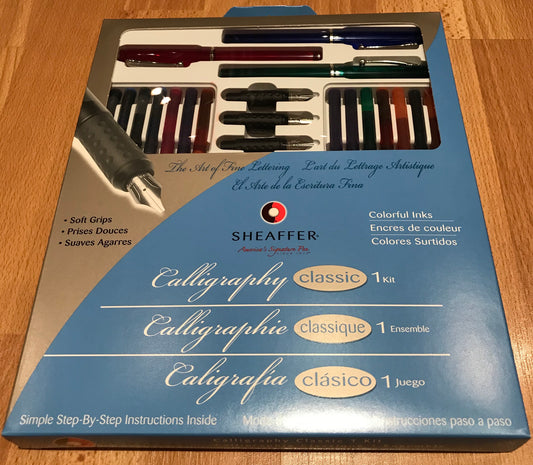 The Art of Fine Lettering L'art du Lettrage Artistique
El Arte de la Escritura Fina
• Soft Grips
• Prises Douces
• Suaves Agarres
SHEAFFER®
America's Signature Pen
Colorful Inks
Encres de couleur
Colores Surtidos
Calligraphy classic 1 Kit
Calligraphie classique 1 Ensemble
Caligrafía clásico 1 Juego
Simple Step-By-Step Instructions Inside
instrucciones paso a paso
Calligraphy Classic 1 Kit